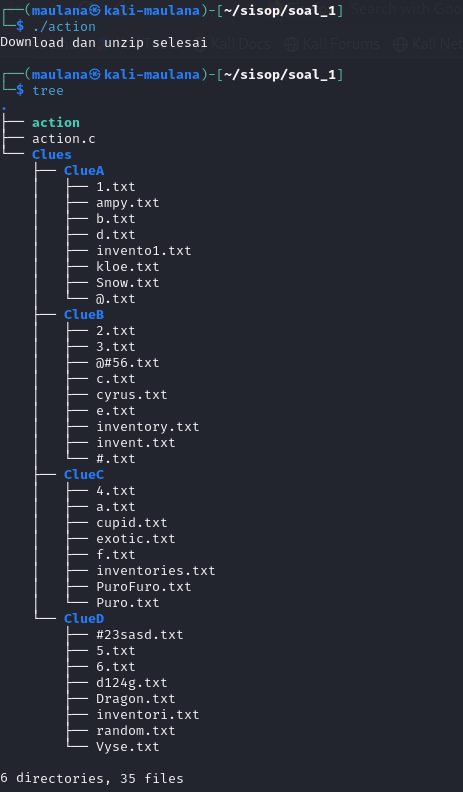 ┌──(maulana㉿kali-maulana)-[~/sisop/soal_1]
└─$ ./action
Download dan unzip selesai
┌──(maulana㉿kali-maulana)-[~/sisop/soal_1]
└─$ tree
.
├── action
├── action.c
└── Clues
    ├── ClueA
    │   ├── 1.txt
    │   ├── ampy.txt
    │   ├── b.txt
    │   ├── d.txt
    │   ├── invento1.txt
    │   ├── kloe.txt
    │   ├── Snow.txt
    │   └── @.txt
    ├── ClueB
    │   ├── 2.txt
    │   ├── 3.txt
    │   ├── @#56.txt
    │   ├── c.txt
    │   ├── cyrus.txt
    │   ├── e.txt
    │   ├── inventory.txt
    │   ├── invent.txt
    │   └── #.txt
    ├── ClueC
    │   ├── 4.txt
    │   ├── a.txt
    │   ├── cupid.txt
    │   ├── exotic.txt
    │   ├── f.txt
    │   ├── inventories.txt
    │   ├── PuroFuro.txt
    │   └── Puro.txt
    └── ClueD
        ├── #23sasd.txt
        ├── 5.txt
        ├── 6.txt
        ├── d124g.txt
        ├── Dragon.txt
        ├── inventori.txt
        ├── random.txt
        └── Vyse.txt
6 directories, 35 files